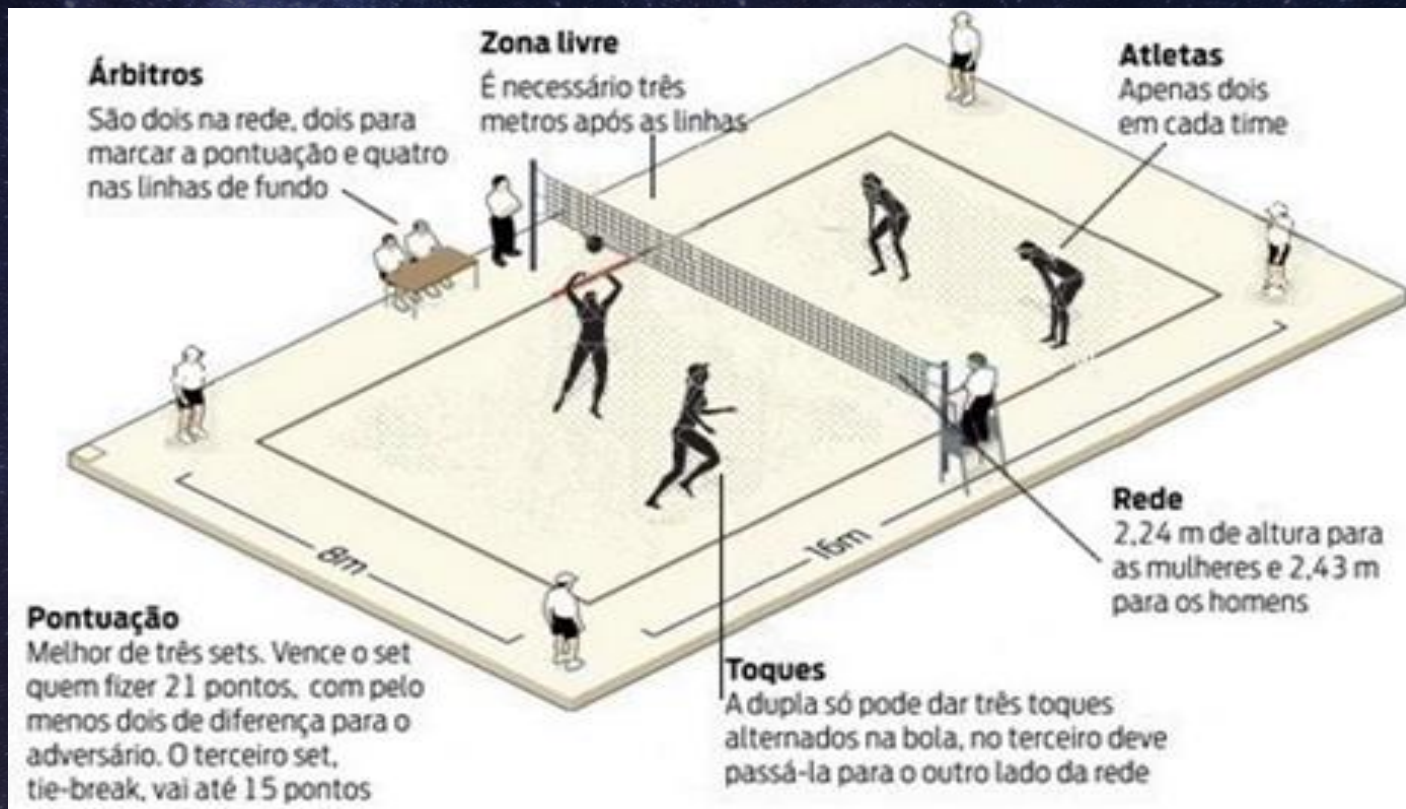 Árbitros
São dois na rede, dois para
marcar a pontuação e quatro
nas linhas de fundo
Zona livre
É necessário três
metros após as linhas
Atletas
Apenas dois
em cada time
8m
16m
Rede
2,24 m de altura para
as mulheres e 2,43 m
para os homens
Pontuação
Melhor de três sets. Vence o set
quem fizer 21 pontos, com pelo
menos dois de diferença para o
adversário. O terceiro set,
tie-break, vai até 15 pontos
Toques
A dupla só pode dar três toques
alternados na bola, no terceiro deve
passá-la para o outro lado da rede